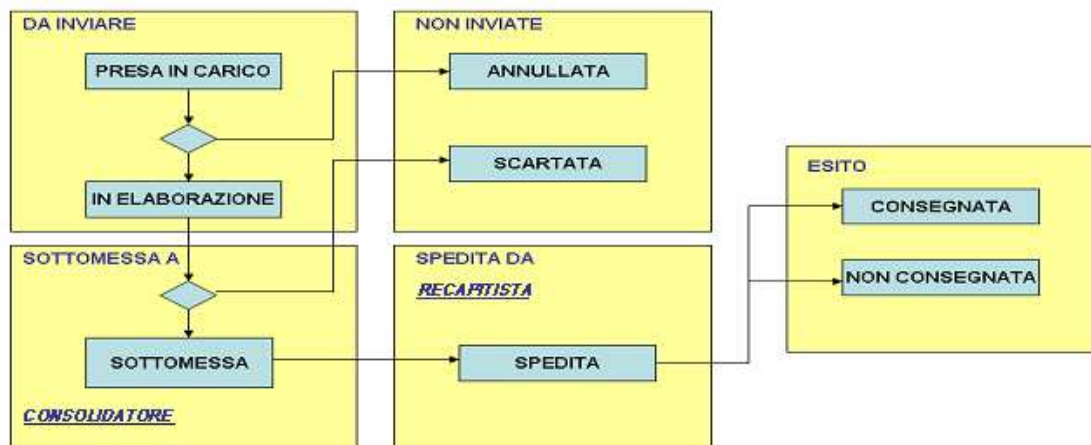 DA INVIARE
PRESA IN CARICO
IN ELABORAZIONE
NON INVIATE
ANNULLATA
SCARTATA
SOTTOMESSA A
SOTTOMESSA
CONSOLIDATORE
SPEDITA DA
RECAPITISTA
SPEDITA
ESITO
CONSEGNATA
NON CONSEGNATA